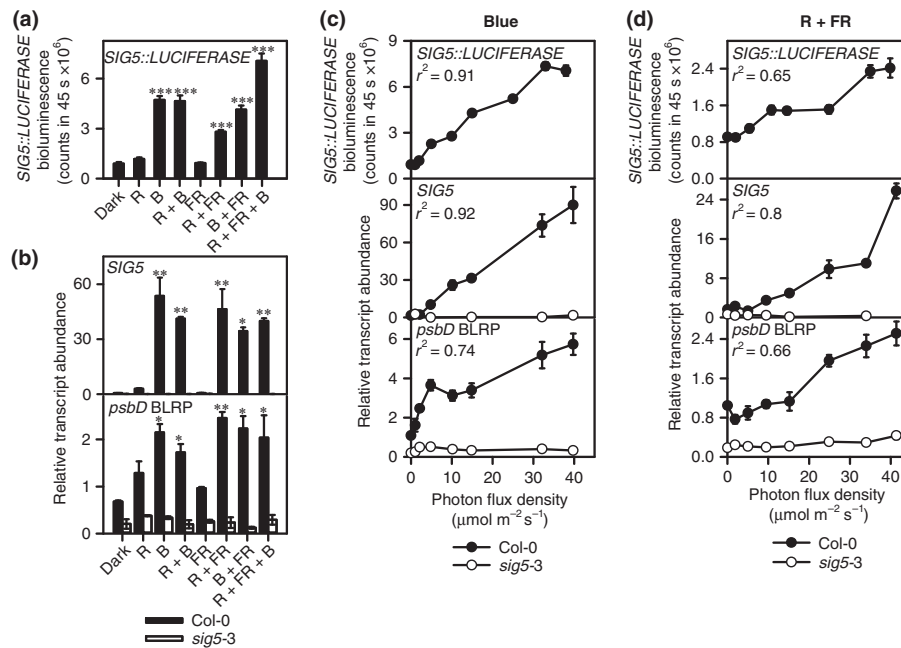 (a)
SIG5::LUCIFERASE
bioluminescence
(counts in 45 s ×10⁶)
SIG5::LUCIFERASE
*** *** *** *** *** ***
6
3
0
Dark
R
B
R + B
FR
R + FR
B + FR
R + FR + B
(b)
Relative transcript abundance
SIG5
** ** ** * **
60
30
0
psbD BLRP
* * ** * *
2
1
0
Dark
R
B
R + B
FR
R + FR
B + FR
R + FR + B
Col-0
sig5-3
(c)
Blue
SIG5::LUCIFERASE
bioluminescence
(counts in 45 s ×10⁶)
SIG5::LUCIFERASE
r² = 0.91
9
6
3
0
Relative transcript abundance
SIG5
r² = 0.92
90
60
30
0
psbD BLRP
r² = 0.74
6
4
2
0
0 10 20 30 40
Photon flux density
(μmol m⁻² s⁻¹)
Col-0
sig5-3
(d)
R + FR
SIG5::LUCIFERASE
bioluminescence
(counts in 45 s ×10⁶)
SIG5::LUCIFERASE
r² = 0.65
2.4
1.6
0.8
0.0
Relative transcript abundance
SIG5
r² = 0.8
24
16
8
0
psbD BLRP
r² = 0.66
2.4
1.6
0.8
0.0
0 10 20 30 40
Photon flux density
(μmol m⁻² s⁻¹)
Col-0
sig5-3